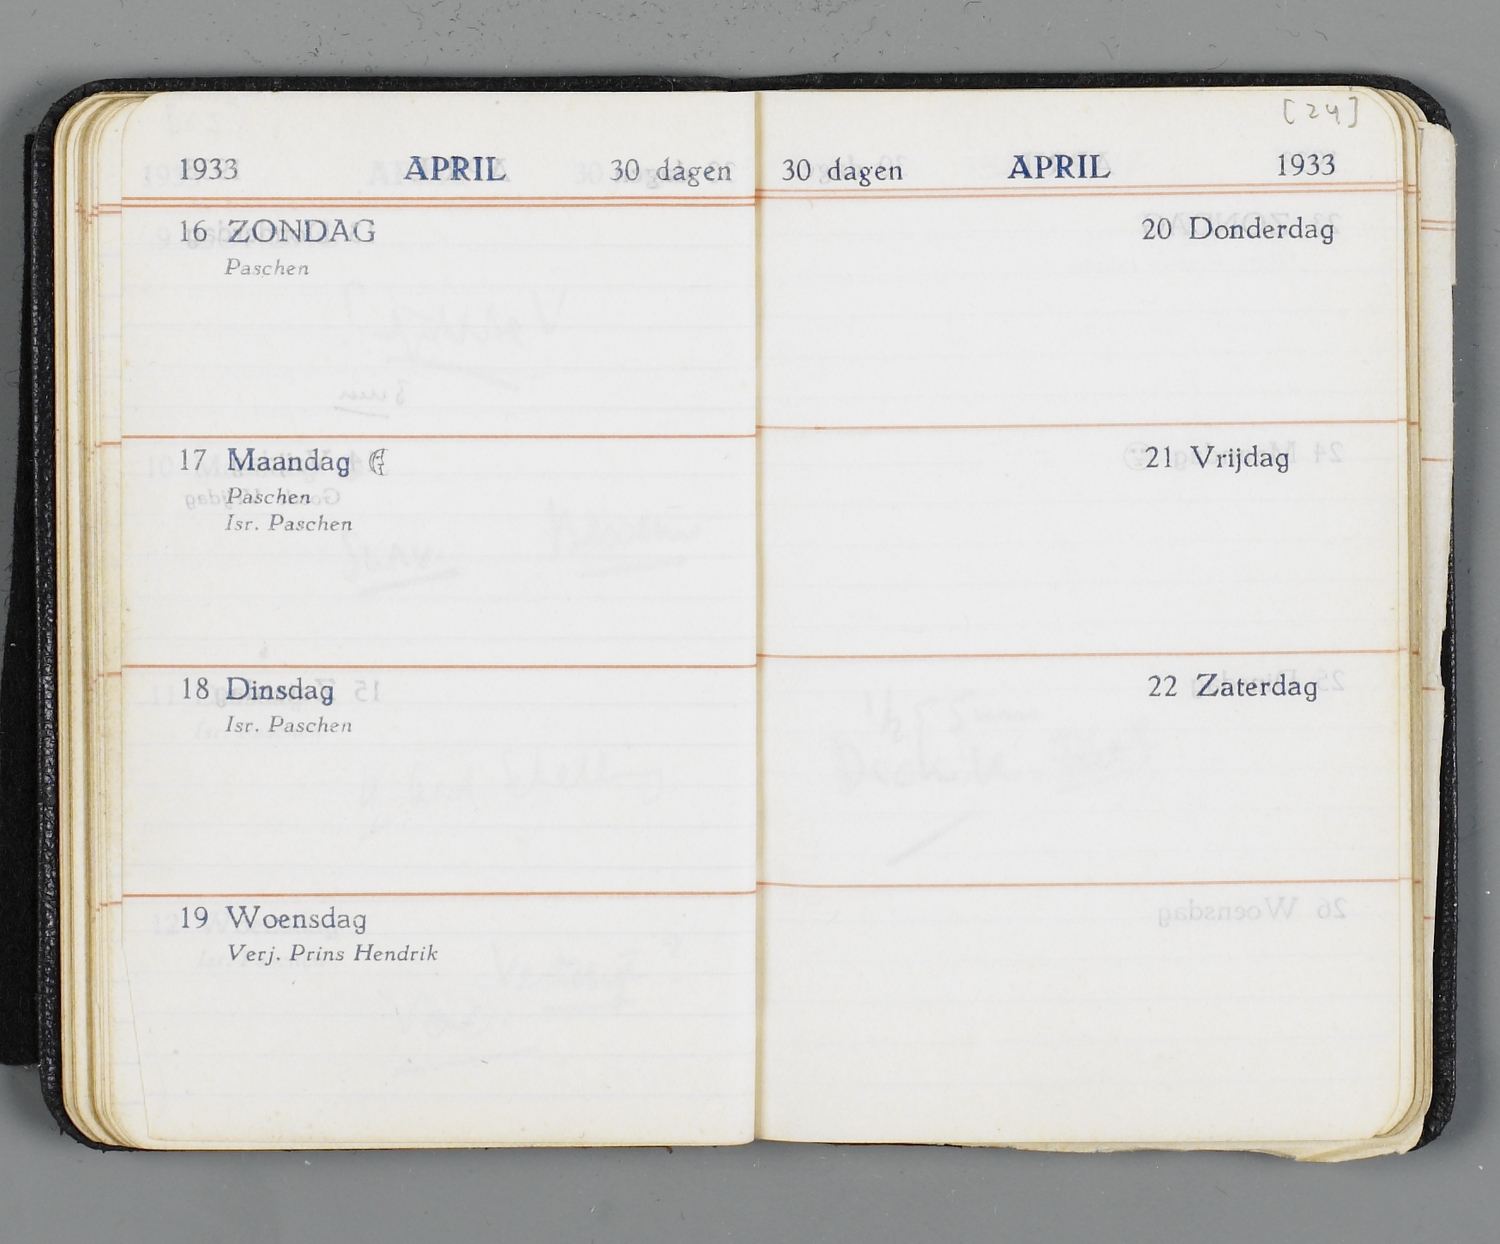 1933 APRIL 30 dagen
16 ZONDAG
Paschen
17 Maandag
Paschen
Isr. Paschen
18 Dinsdag
Isr. Paschen
19 Woensdag
Verj. Prins Hendrik
[24]
30 dagen APRIL 1933
20 Donderdag
21 Vrijdag
22 Zaterdag